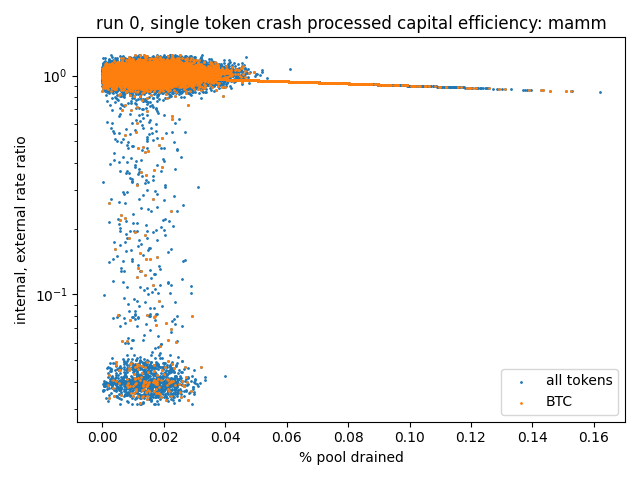 run 0, single token crash processed capital efficiency: mamm
10⁰
10⁻¹
internal, external rate ratio
0.00 0.02 0.04 0.06 0.08 0.10 0.12 0.14 0.16
% pool drained
all tokens
BTC